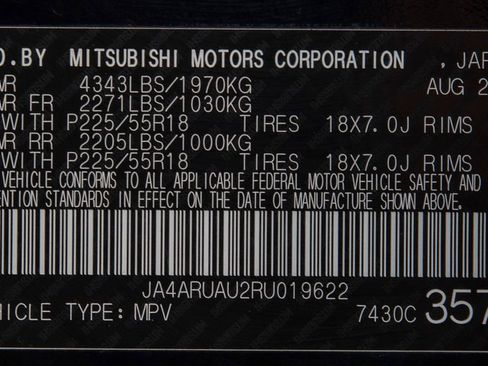 D.BY MITSUBISHI MOTORS CORPORATION , JAP
WR 4343LBS/1970KG AUG 2
WR FR 2271LBS/1030KG
WITH P225/55R18 TIRES 18X7.0J RIMS
WR RR 2205LBS/1000KG
WITH P225/55R18 TIRES 18X7.0J RIMS
VEHICLE CONFORMS TO ALL APPLICABLE FEDERAL MOTOR VEHICLE SAFETY AND
ENTION STANDARDS IN EFFECT ON THE DATE OF MANUFACTURE SHOWN ABOVE.
JA4ARUAU2RU019622
HICLE TYPE: MPV 7430C 357